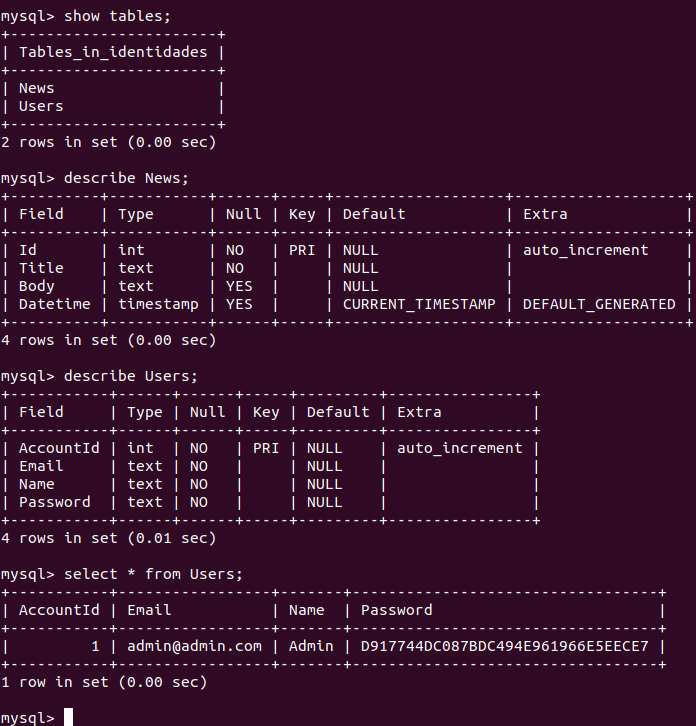 mysql> show tables;
+-----------------------+
| Tables_in_identidades |
+-----------------------+
| News                  |
| Users                 |
+-----------------------+
2 rows in set (0.00 sec)
mysql> describe News;
+----------+-----------+------+-----+-------------------+-------------------+
| Field    | Type      | Null | Key | Default           | Extra             |
+----------+-----------+------+-----+-------------------+-------------------+
| Id       | int       | NO   | PRI | NULL              | auto_increment    |
| Title    | text      | NO   |     | NULL              |                   |
| Body     | text      | YES  |     | NULL              |                   |
| Datetime | timestamp | YES  |     | CURRENT_TIMESTAMP | DEFAULT_GENERATED |
+----------+-----------+------+-----+-------------------+-------------------+
4 rows in set (0.00 sec)
mysql> describe Users;
+-----------+------+------+-----+---------+----------------+
| Field     | Type | Null | Key | Default | Extra          |
+-----------+------+------+-----+---------+----------------+
| AccountId | int  | NO   | PRI | NULL    | auto_increment |
| Email     | text | NO   |     | NULL    |                |
| Name      | text | NO   |     | NULL    |                |
| Password  | text | NO   |     | NULL    |                |
+-----------+------+------+-----+---------+----------------+
4 rows in set (0.01 sec)
mysql> select * from Users;
+-----------+-----------------+-------+----------------------------------+
| AccountId | Email           | Name  | Password                         |
+-----------+-----------------+-------+----------------------------------+
|         1 | admin@admin.com | Admin | D917744DC087BDC494E961966E5EECE7 |
+-----------+-----------------+-------+----------------------------------+
1 row in set (0.00 sec)
mysql>